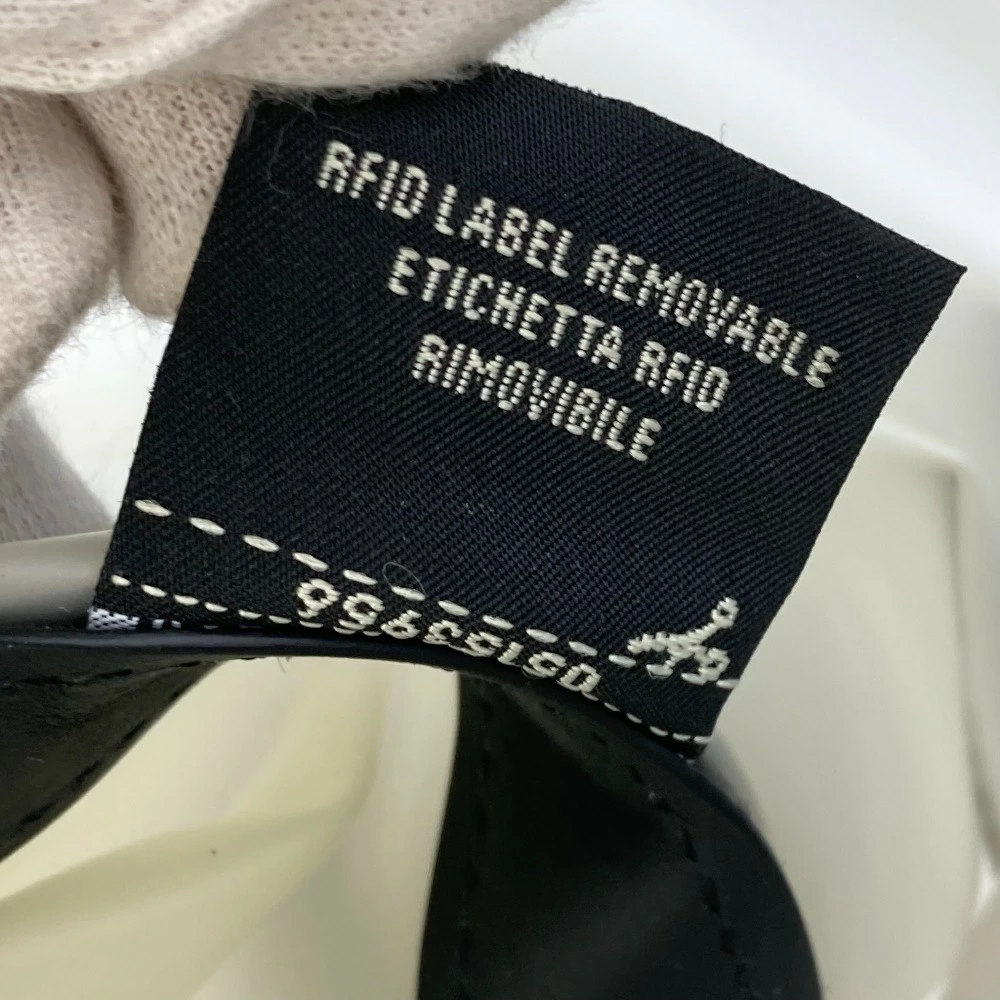 RFID LABEL REMOVABLE
ETICHETTA RFID
RIMOVIBILE